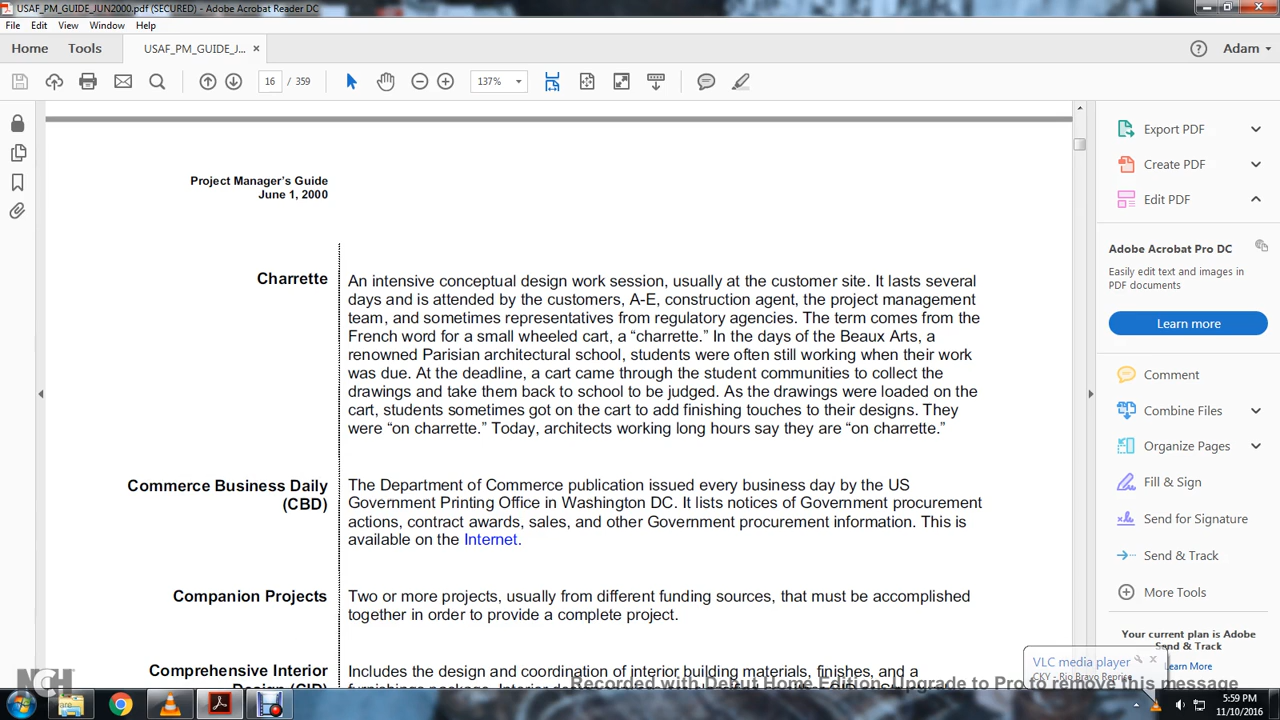 USAF_PM_GUIDE_JUN2000.pdf (SECURED) - Adobe Acrobat Reader DC
File Edit View Window Help
Home Tools USAF_PM_GUIDE_J... × Adam
16 / 359 137%
Project Manager's Guide
June 1, 2000
Charrette
An intensive conceptual design work session, usually at the customer site. It lasts several
days and is attended by the customers, A-E, construction agent, the project management
team, and sometimes representatives from regulatory agencies. The term comes from the
French word for a small wheeled cart, a “charrette.” In the days of the Beaux Arts, a
renowned Parisian architectural school, students were often still working when their work
was due. At the deadline, a cart came through the student communities to collect the
drawings and take them back to school to be judged. As the drawings were loaded on the
cart, students sometimes got on the cart to add finishing touches to their designs. They
were “on charrette.” Today, architects working long hours say they are “on charrette.”
Commerce Business Daily
(CBD)
The Department of Commerce publication issued every business day by the US
Government Printing Office in Washington DC. It lists notices of Government procurement
actions, contract awards, sales, and other Government procurement information. This is
available on the Internet.
Companion Projects
Two or more projects, usually from different funding sources, that must be accomplished
together in order to provide a complete project.
Comprehensive Interior
Includes the design and coordination of interior building materials, finishes, and a
Export PDF
Create PDF
Edit PDF
Adobe Acrobat Pro DC
Easily edit text and images in
PDF documents
Learn more
Comment
Combine Files
Organize Pages
Fill & Sign
Send for Signature
Send & Track
More Tools
Your current plan is Adobe
Send &
Learn More
VLC media player
CKY - Rio Bravo Reprise
NCH
Recorded with Debut Home Edition. Upgrade to Pro to remove this message
5:59 PM
11/10/2016